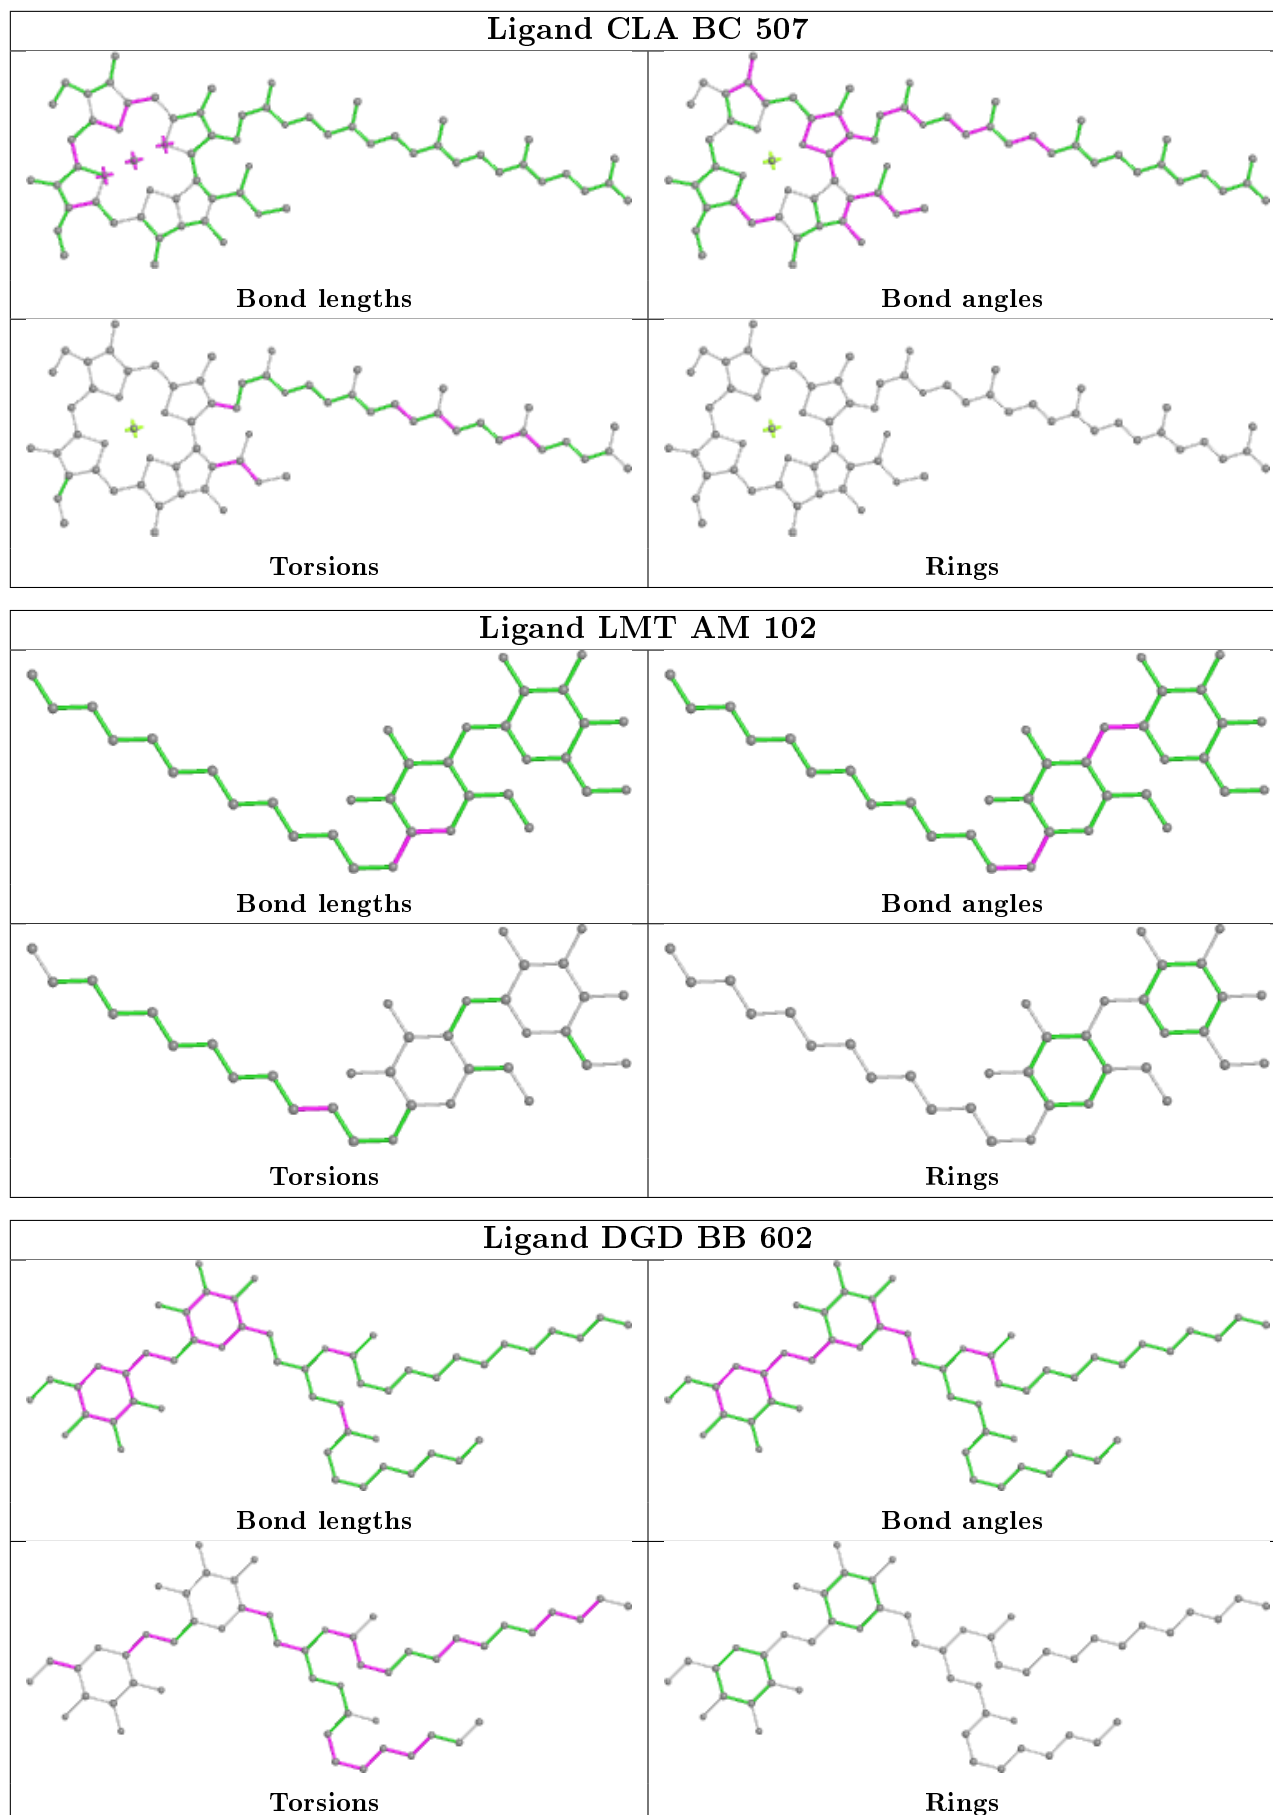 Ligand CLA BC 507
Bond lengths
Bond angles
Torsions
Rings
Ligand LMT AM 102
Bond lengths
Bond angles
Torsions
Rings
Ligand DGD BB 602
Bond lengths
Bond angles
Torsions
Rings